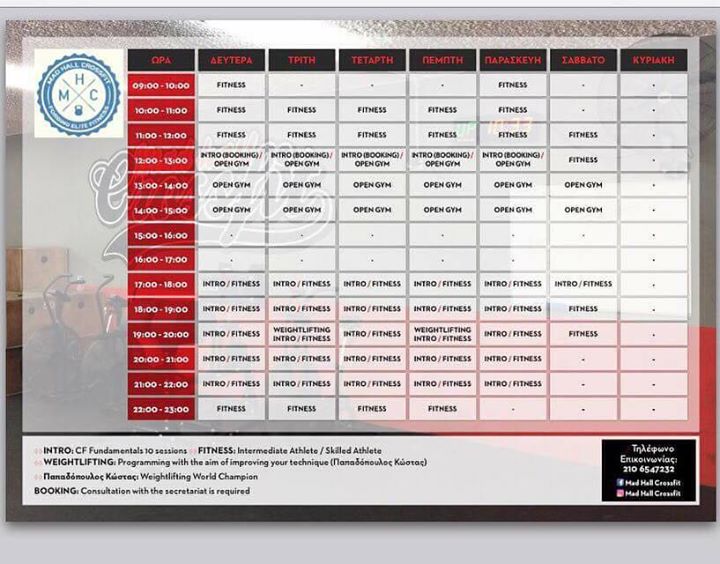 MAD HALL CROSSFIT
M H C
FORGING ELITE FITNESS
ΩΡΑ ΔΕΥΤΕΡΑ ΤΡΙΤΗ ΤΕΤΑΡΤΗ ΠΕΜΠΤΗ ΠΑΡΑΣΚΕΥΗ ΣΑΒΒΑΤΟ ΚΥΡΙΑΚΗ
09:00 - 10:00 FITNESS - - - FITNESS - -
10:00 - 11:00 FITNESS FITNESS FITNESS FITNESS FITNESS - -
11:00 - 12:00 FITNESS FITNESS FITNESS FITNESS FITNESS FITNESS -
12:00 - 13:00 INTRO (BOOKING) / OPEN GYM INTRO (BOOKING) / OPEN GYM INTRO (BOOKING) / OPEN GYM INTRO (BOOKING) / OPEN GYM INTRO (BOOKING) / OPEN GYM FITNESS -
13:00 - 14:00 OPEN GYM OPEN GYM OPEN GYM OPEN GYM OPEN GYM OPEN GYM -
14:00 - 15:00 OPEN GYM OPEN GYM OPEN GYM OPEN GYM OPEN GYM OPEN GYM -
15:00 - 16:00 - - - - - - -
16:00 - 17:00 - - - - - - -
17:00 - 18:00 INTRO / FITNESS INTRO / FITNESS INTRO / FITNESS INTRO / FITNESS INTRO / FITNESS INTRO / FITNESS -
18:00 - 19:00 INTRO / FITNESS INTRO / FITNESS INTRO / FITNESS INTRO / FITNESS INTRO / FITNESS FITNESS -
19:00 - 20:00 INTRO / FITNESS WEIGHTLIFTING INTRO / FITNESS INTRO / FITNESS WEIGHTLIFTING INTRO / FITNESS INTRO / FITNESS FITNESS -
20:00 - 21:00 INTRO / FITNESS INTRO / FITNESS INTRO / FITNESS INTRO / FITNESS INTRO / FITNESS - -
21:00 - 22:00 INTRO / FITNESS INTRO / FITNESS INTRO / FITNESS INTRO / FITNESS INTRO / FITNESS - -
22:00 - 23:00 FITNESS FITNESS FITNESS FITNESS - - -
INTRO: CF Fundamentals 10 sessions FITNESS: Intermediate Athlete / Skilled Athlete
WEIGHTLIFTING: Programming with the aim of improving your technique (Παπαδόπουλος Κώστας)
Παπαδόπουλος Κώστας: Weightlifting World Champion
BOOKING: Consultation with the secretariat is required
Τηλέφωνο
Επικοινωνίας:
210 6547232
Mad Hall Crossfit
Mad Hall Crossfit